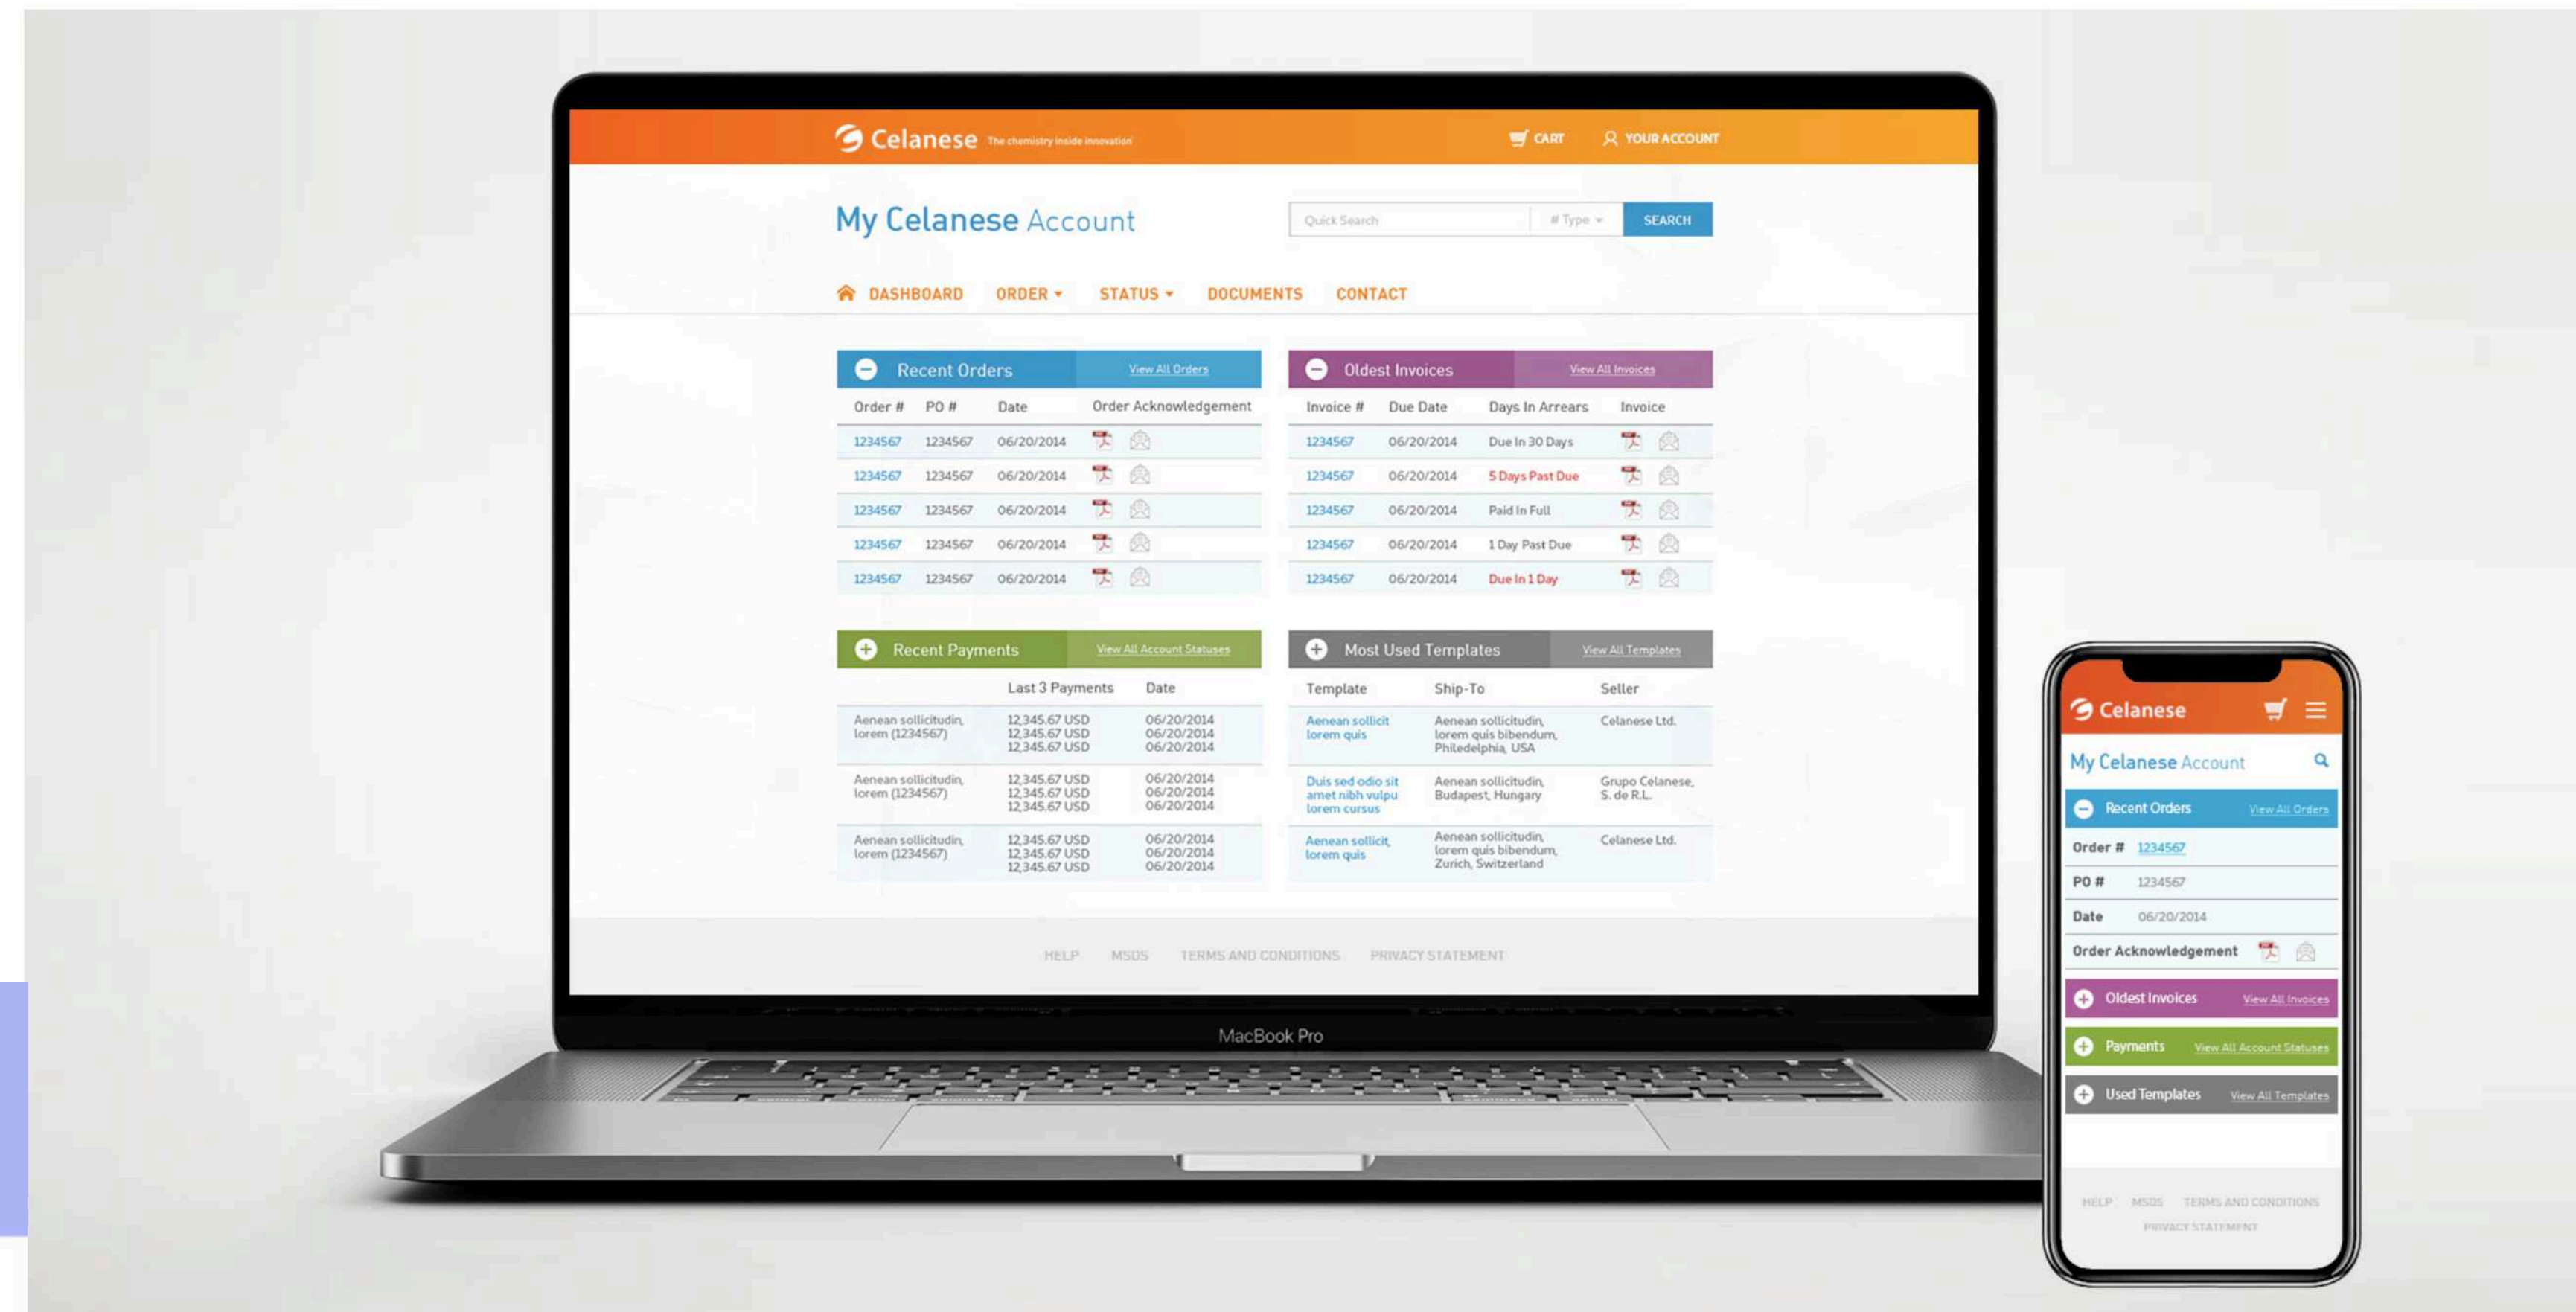 Celanese The chemistry inside innovation
CART YOUR ACCOUNT
My Celanese Account
Quick Search # Type SEARCH
DASHBOARD ORDER STATUS DOCUMENTS CONTACT
Recent Orders View All Orders
Order # PO # Date Order Acknowledgement
1234567 1234567 06/20/2014
1234567 1234567 06/20/2014
1234567 1234567 06/20/2014
1234567 1234567 06/20/2014
1234567 1234567 06/20/2014
Oldest Invoices View All Invoices
Invoice # Due Date Days In Arrears Invoice
1234567 06/20/2014 Due In 30 Days
1234567 06/20/2014 5 Days Past Due
1234567 06/20/2014 Paid In Full
1234567 06/20/2014 1 Day Past Due
1234567 06/20/2014 Due In 1 Day
Recent Payments View All Account Statuses
Last 3 Payments Date
Aenean sollicitudin, 12,345.67 USD 06/20/2014
lorem (1234567) 12,345.67 USD 06/20/2014
12,345.67 USD 06/20/2014
Aenean sollicitudin, 12,345.67 USD 06/20/2014
lorem (1234567) 12,345.67 USD 06/20/2014
12,345.67 USD 06/20/2014
Aenean sollicitudin, 12,345.67 USD 06/20/2014
lorem (1234567) 12,345.67 USD 06/20/2014
12,345.67 USD 06/20/2014
Most Used Templates View All Templates
Template Ship-To Seller
Aenean sollicit Aenean sollicitudin, Celanese Ltd.
lorem quis lorem quis bibendum,
Philedelphia, USA
Duis sed odio sit Aenean sollicitudin, Grupo Celanese,
amet nibh vulpu Budapest, Hungary S. de R.L.
lorem cursus
Aenean sollicit, Aenean sollicitudin, Celanese Ltd.
lorem quis lorem quis bibendum,
Zurich, Switzerland
HELP MSDS TERMS AND CONDITIONS PRIVACY STATEMENT
MacBook Pro
Celanese
My Celanese Account
Recent Orders View All Orders
Order # 1234567
PO # 1234567
Date 06/20/2014
Order Acknowledgement
Oldest Invoices View All Invoices
Payments View All Account Statuses
Used Templates View All Templates
HELP MSDS TERMS AND CONDITIONS
PRIVACY STATEMENT